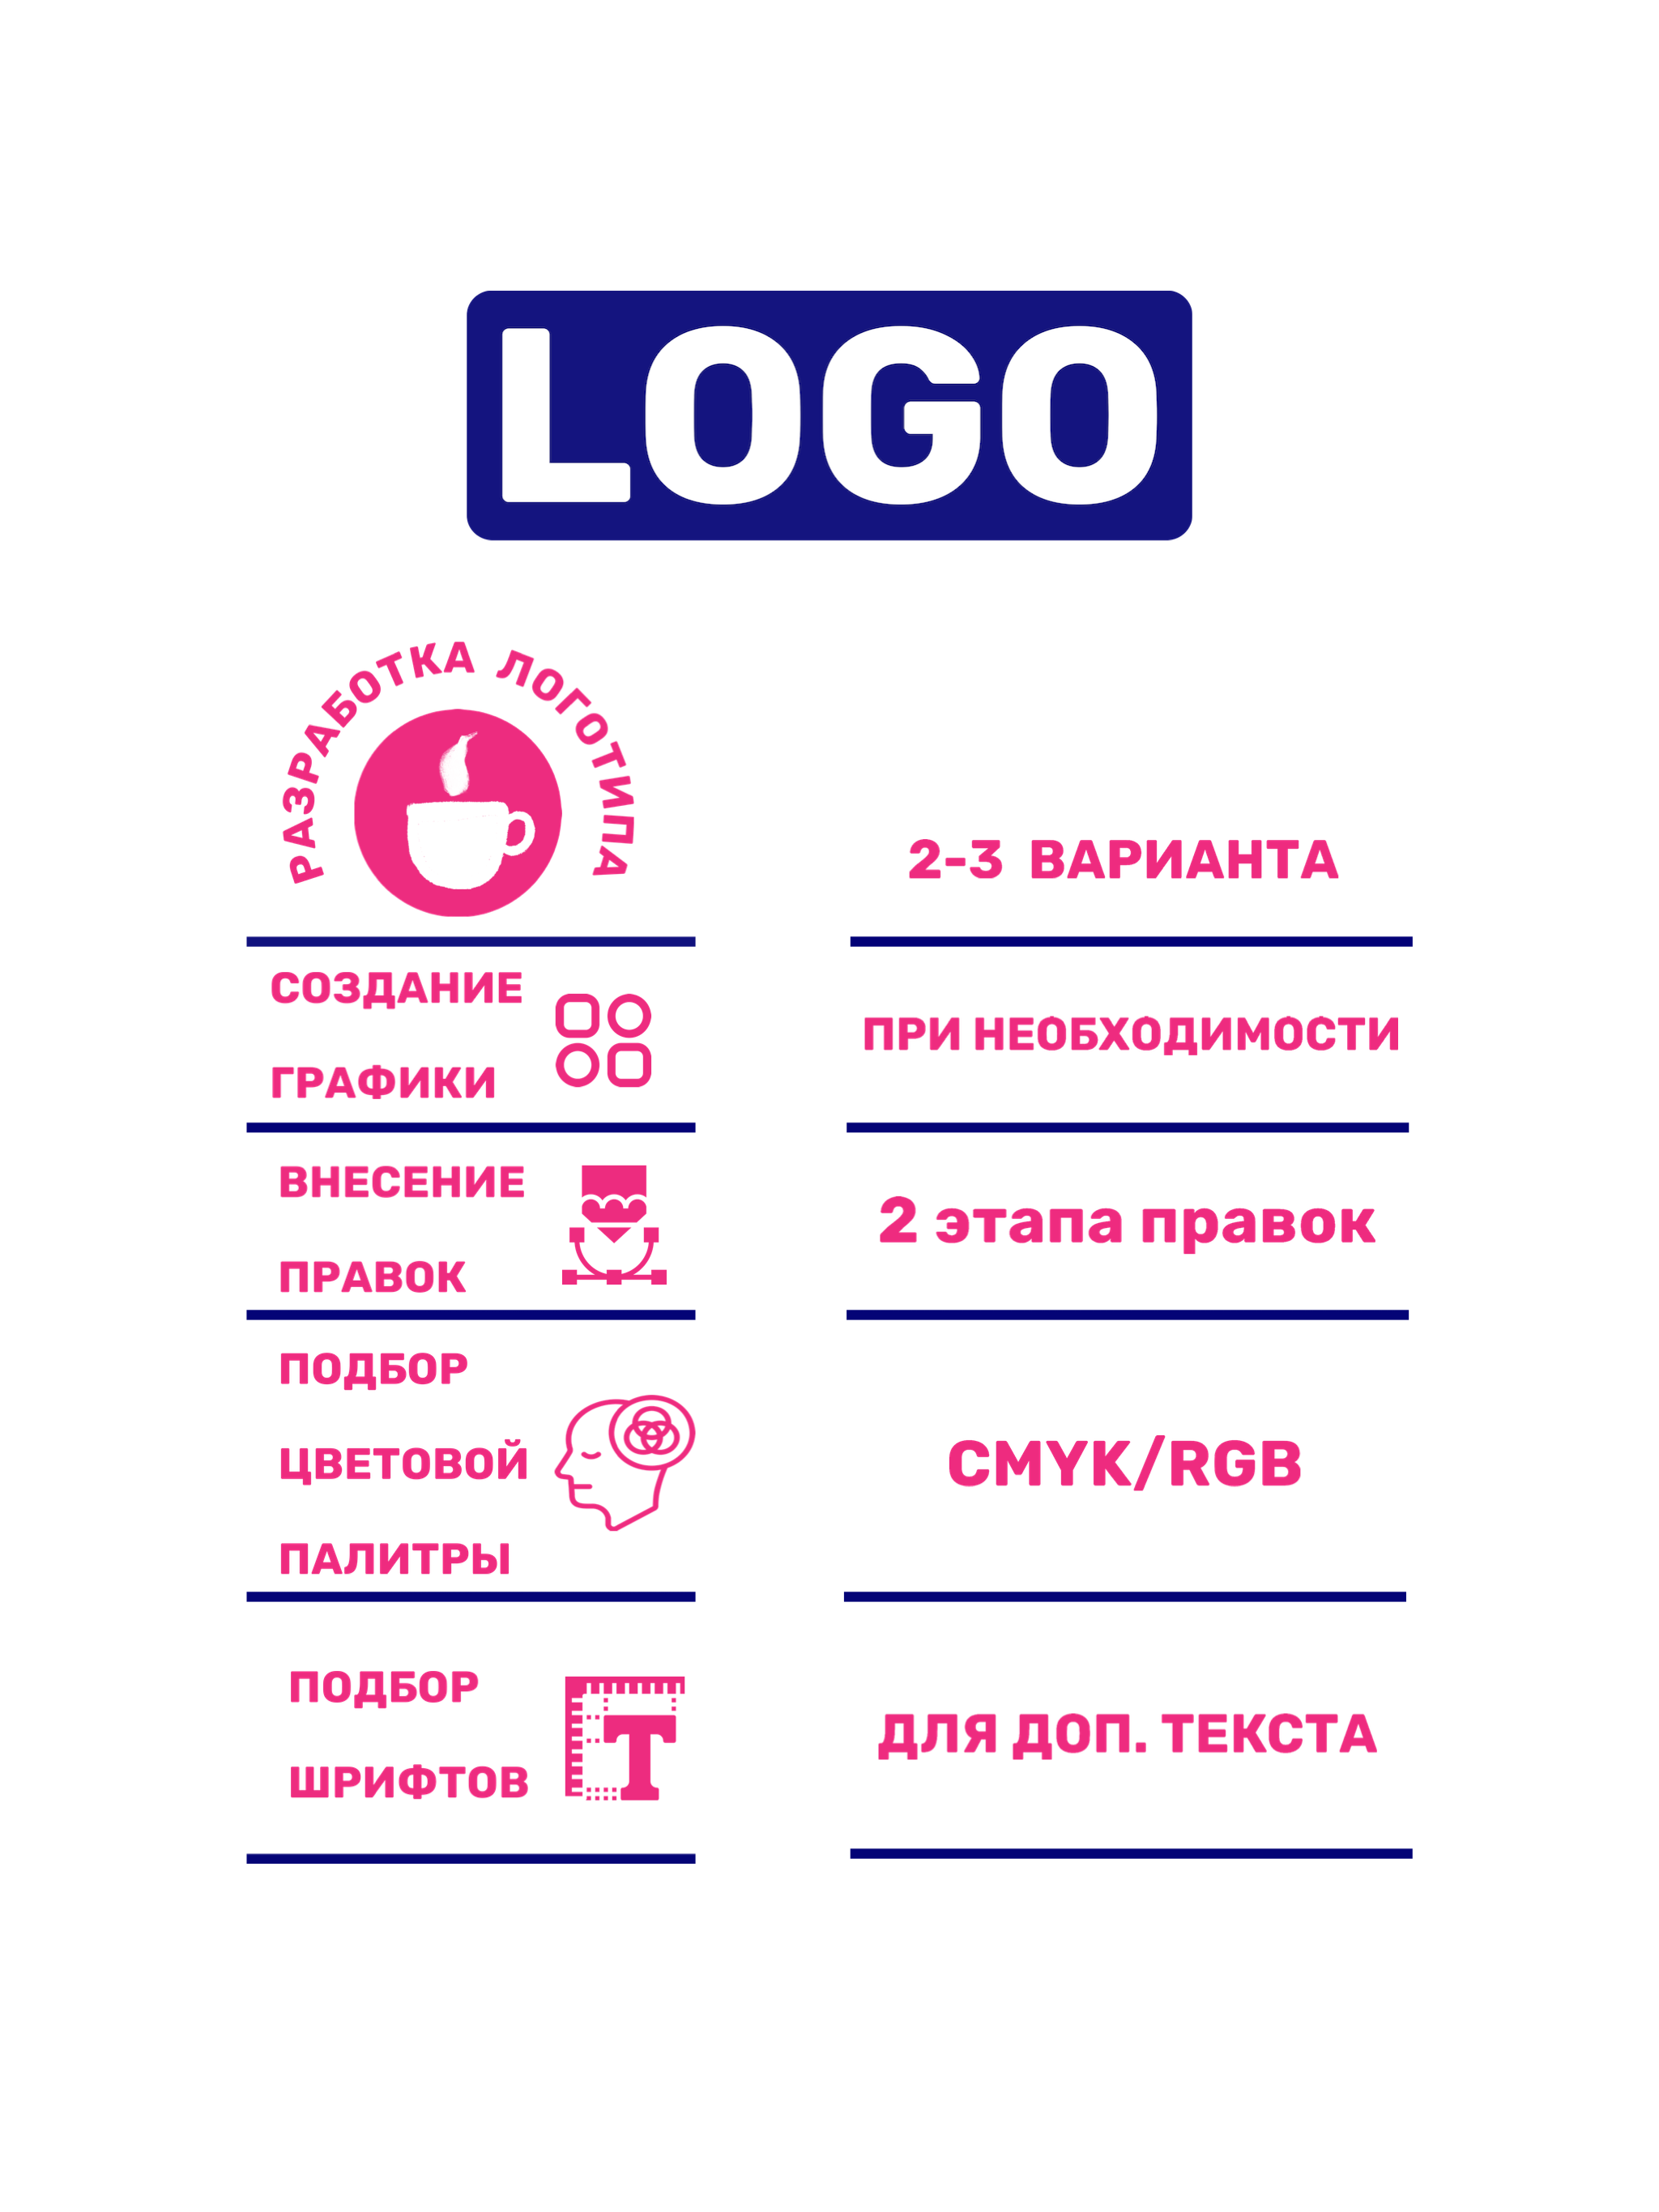 LOGO
РАЗРАБОТКА ЛОГОТИПА
2-3 ВАРИАНТА
СОЗДАНИЕ
ГРАФИКИ
ПРИ НЕОБХОДИМОСТИ
ВНЕСЕНИЕ
ПРАВОК
2 этапа правок
ПОДБОР
ЦВЕТОВОЙ
ПАЛИТРЫ
CMYK/RGB
ПОДБОР
ШРИФТОВ
ДЛЯ ДОП. ТЕКСТА